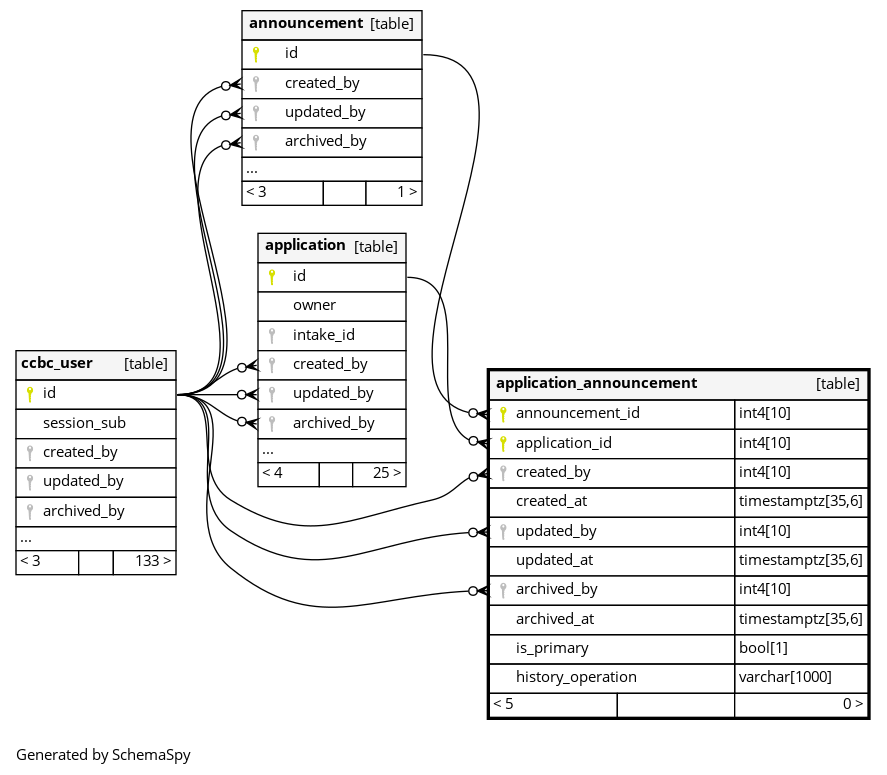 announcement [table]
id
created_by
updated_by
archived_by
...
< 3 1 >
application [table]
id
owner
intake_id
created_by
updated_by
archived_by
...
< 4 25 >
ccbc_user [table]
id
session_sub
created_by
updated_by
archived_by
...
< 3 133 >
application_announcement [table]
announcement_id int4[10]
application_id int4[10]
created_by int4[10]
created_at timestamptz[35,6]
updated_by int4[10]
updated_at timestamptz[35,6]
archived_by int4[10]
archived_at timestamptz[35,6]
is_primary bool[1]
history_operation varchar[1000]
< 5 0 >
Generated by SchemaSpy